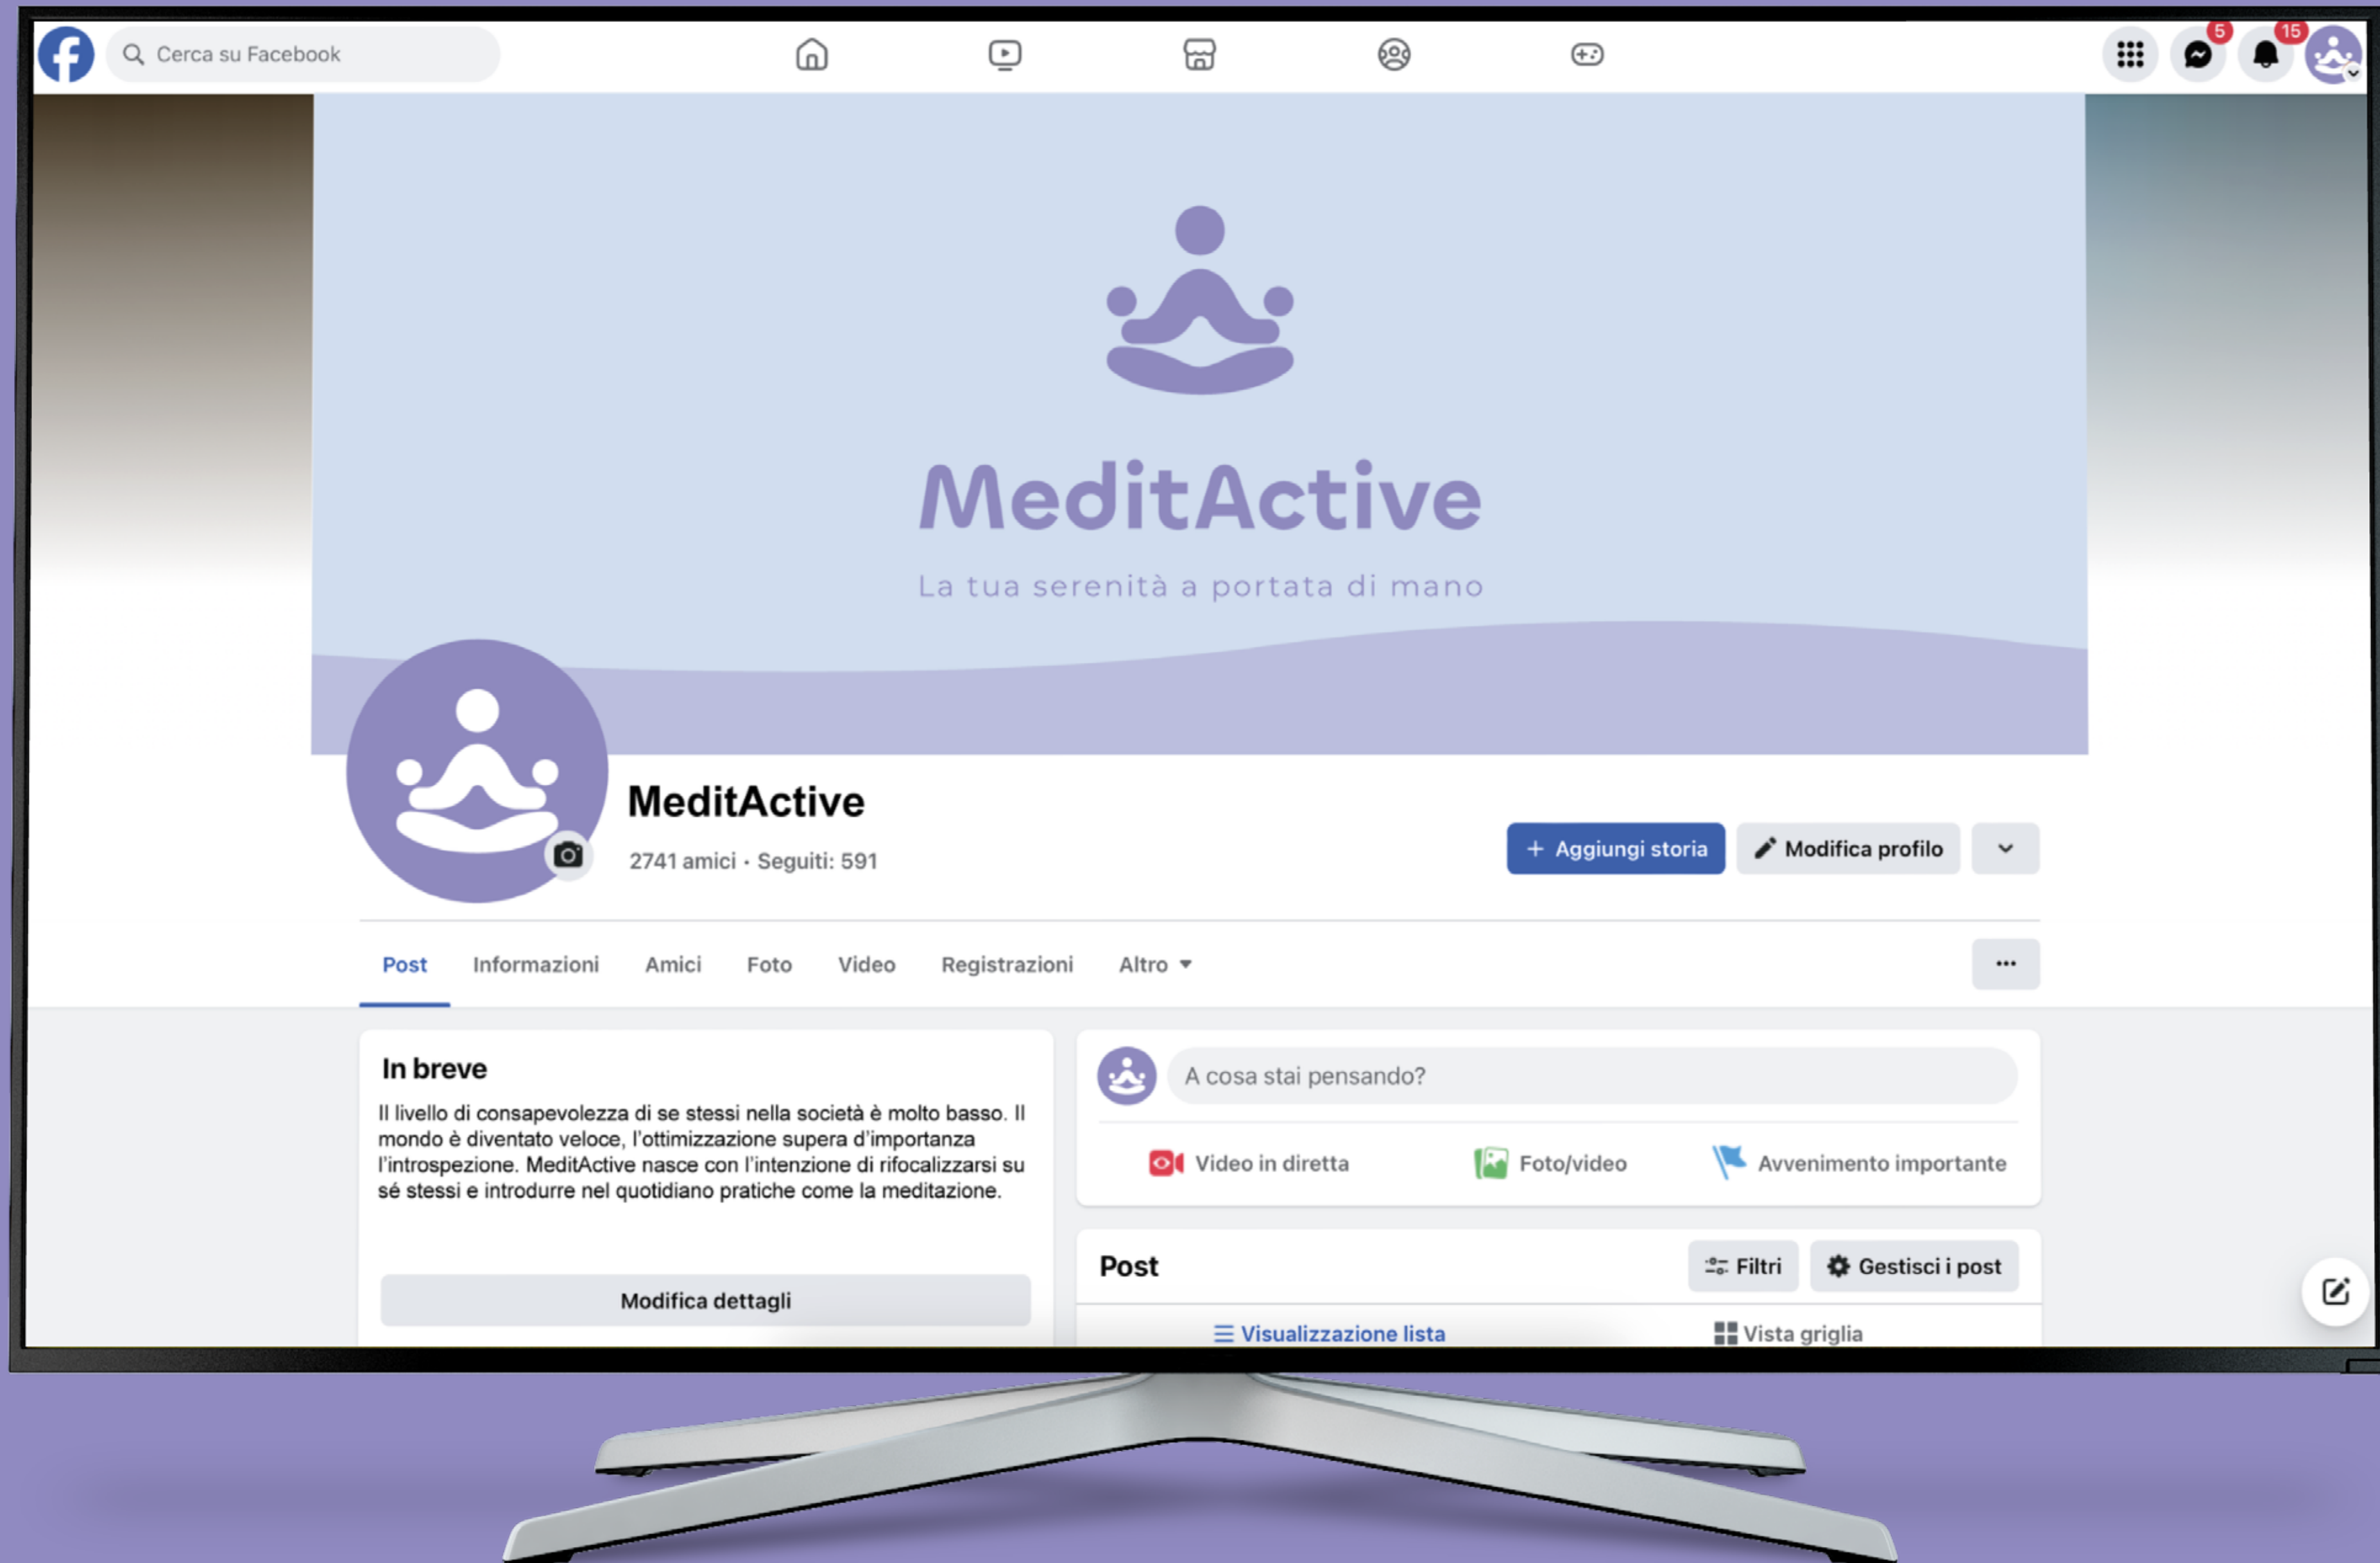 Cerca su Facebook
5
15
MeditActive
La tua serenità a portata di mano
MeditActive
2741 amici · Seguiti: 591
+ Aggiungi storia
Modifica profilo
Post
Informazioni
Amici
Foto
Video
Registrazioni
Altro
In breve
Il livello di consapevolezza di se stessi nella società è molto basso. Il
mondo è diventato veloce, l'ottimizzazione supera d'importanza
l'introspezione. MeditActive nasce con l'intenzione di rifocalizzarsi su
sé stessi e introdurre nel quotidiano pratiche come la meditazione.
Modifica dettagli
A cosa stai pensando?
Video in diretta
Foto/video
Avvenimento importante
Post
Filtri
Gestisci i post
Visualizzazione lista
Vista griglia